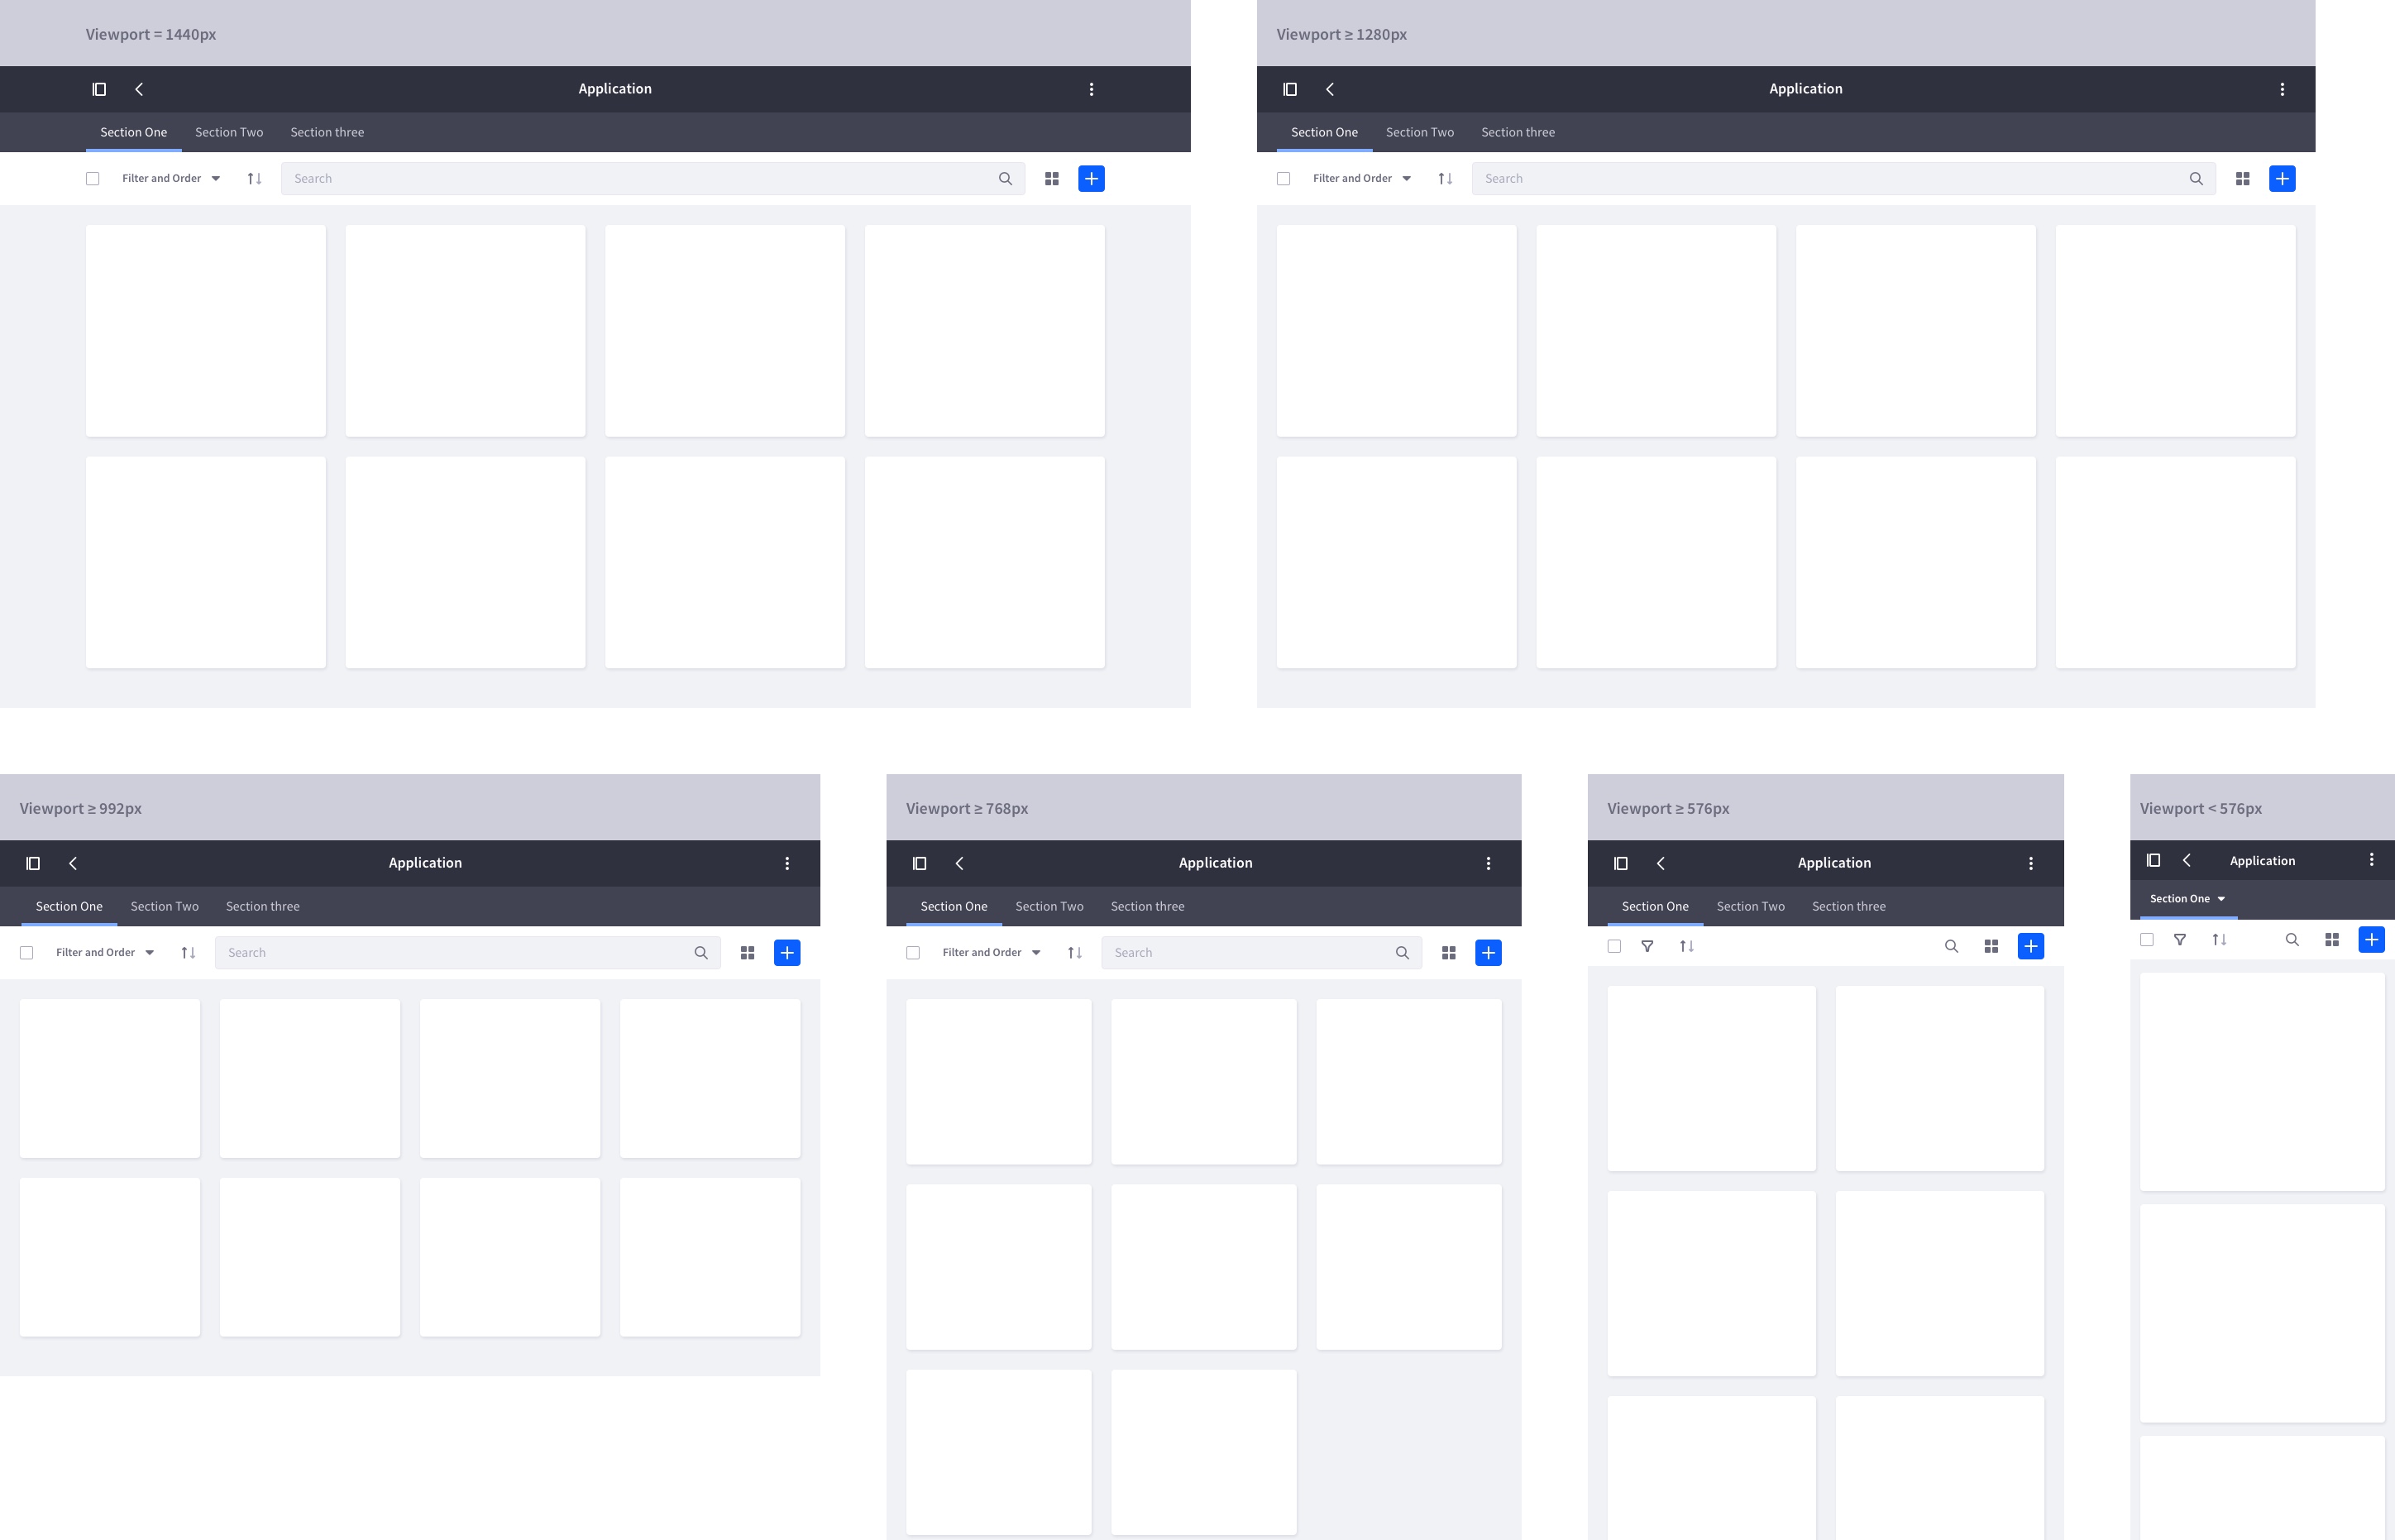 Viewport = 1440px
Application
Section One Section Two Section three
Filter and Order Search
Viewport ≥ 1280px
Application
Section One Section Two Section three
Filter and Order Search
Viewport ≥ 992px
Application
Section One Section Two Section three
Filter and Order Search
Viewport ≥ 768px
Application
Section One Section Two Section three
Filter and Order Search
Viewport ≥ 576px
Application
Section One Section Two Section three
Viewport < 576px
Application
Section One